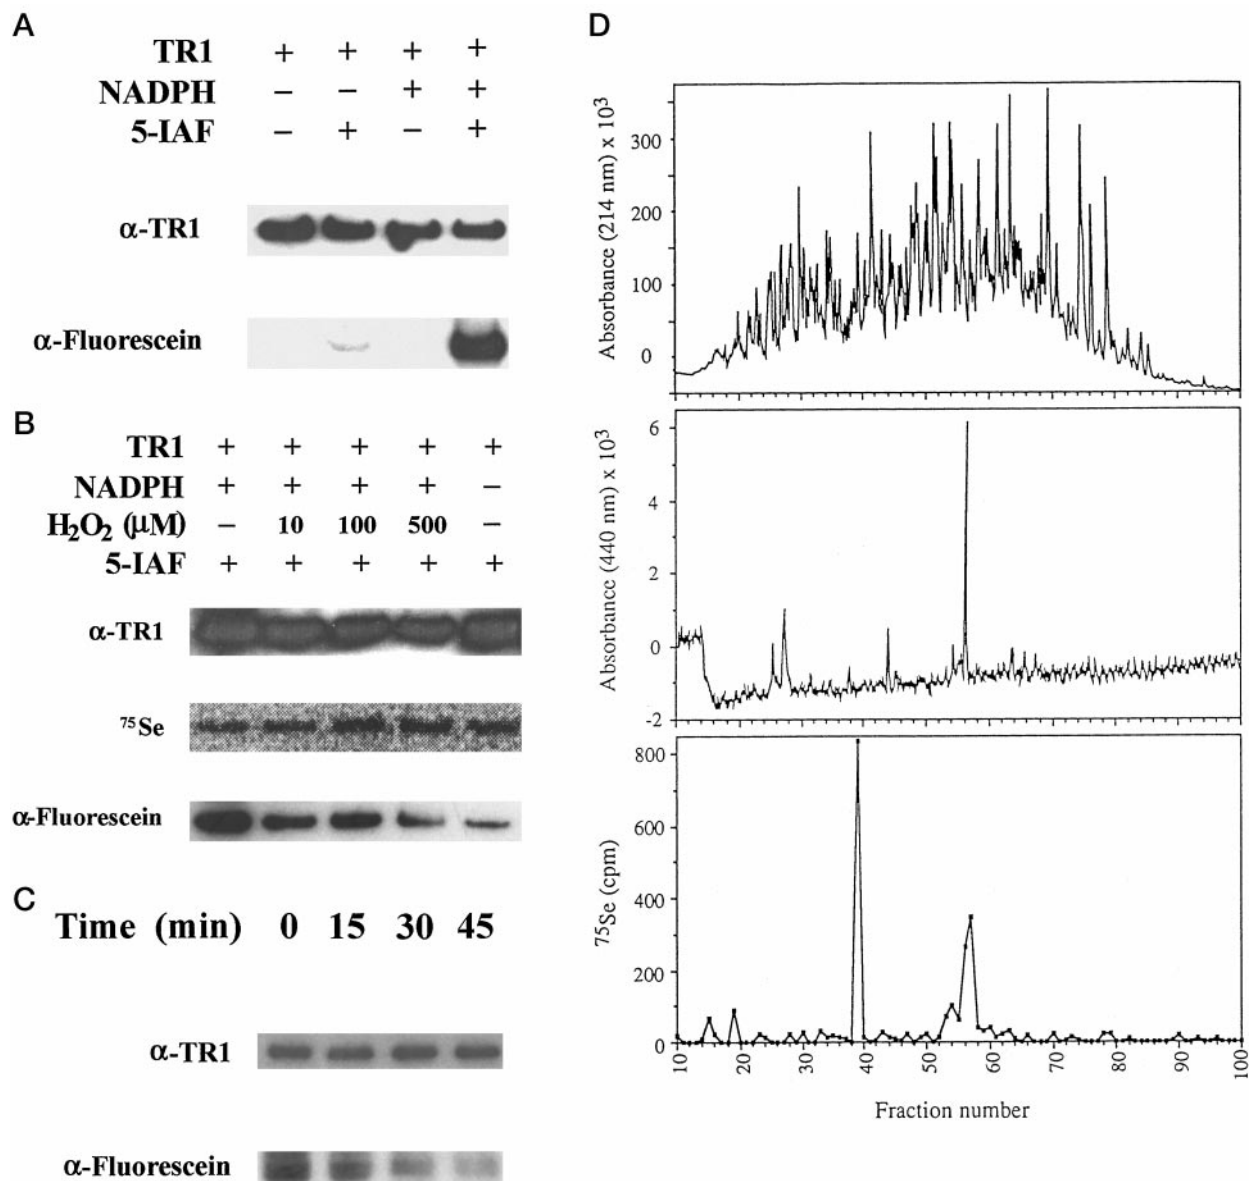 A
TR1 + + + +
NADPH – – + +
5-IAF – + – +
α-TR1
α-Fluorescein
B
TR1 + + + + +
NADPH + + + + –
H₂O₂ (μM) – 10 100 500 –
5-IAF + + + + +
α-TR1
⁷⁵Se
α-Fluorescein
C
Time (min) 0 15 30 45
α-TR1
α-Fluorescein
D
Absorbance (214 nm) x 10³
300
200
100
0
Absorbance (440 nm) x 10³
6
4
2
0
-2
⁷⁵Se (cpm)
800
600
400
200
0
10 20 30 40 50 60 70 80 90 100
Fraction number